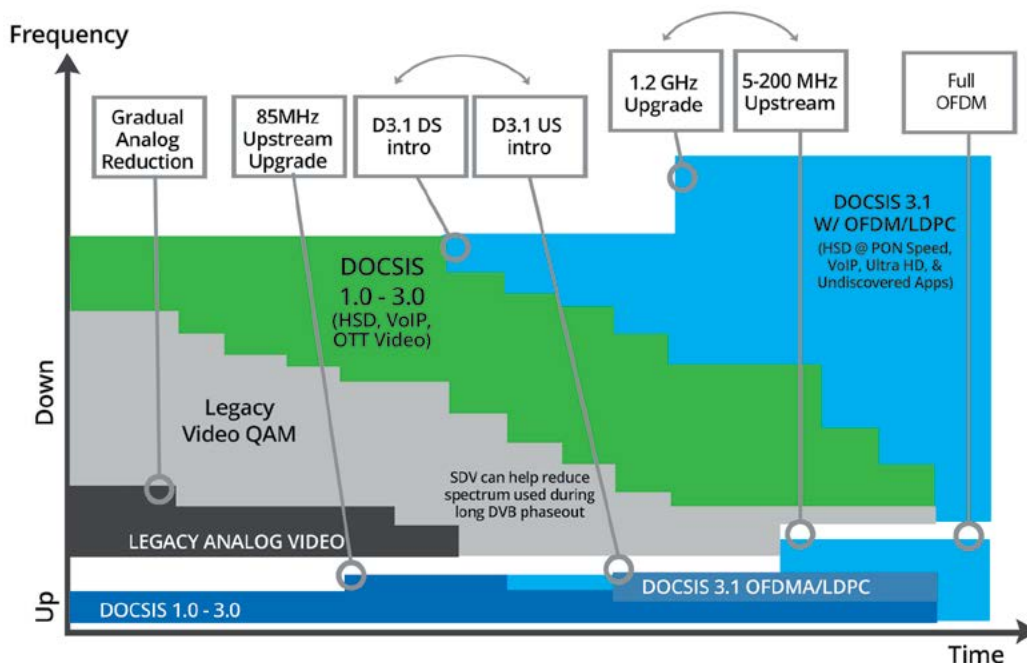 Frequency
Gradual
Analog
Reduction
85MHz
Upstream
Upgrade
D3.1 DS
intro
D3.1 US
intro
1.2 GHz
Upgrade
5-200 MHz
Upstream
Full
OFDM
DOCSIS 3.1
W/ OFDM/LDPC
(HSD @ PON Speed,
VoIP, Ultra HD, &
Undiscovered Apps)
DOCSIS
1.0 - 3.0
(HSD, VoIP,
OTT Video)
Down
Legacy
Video QAM
SDV can help reduce
spectrum used during
long DVB phaseout
LEGACY ANALOG VIDEO
Up
DOCSIS 1.0 - 3.0
DOCSIS 3.1 OFDMA/LDPC
Time